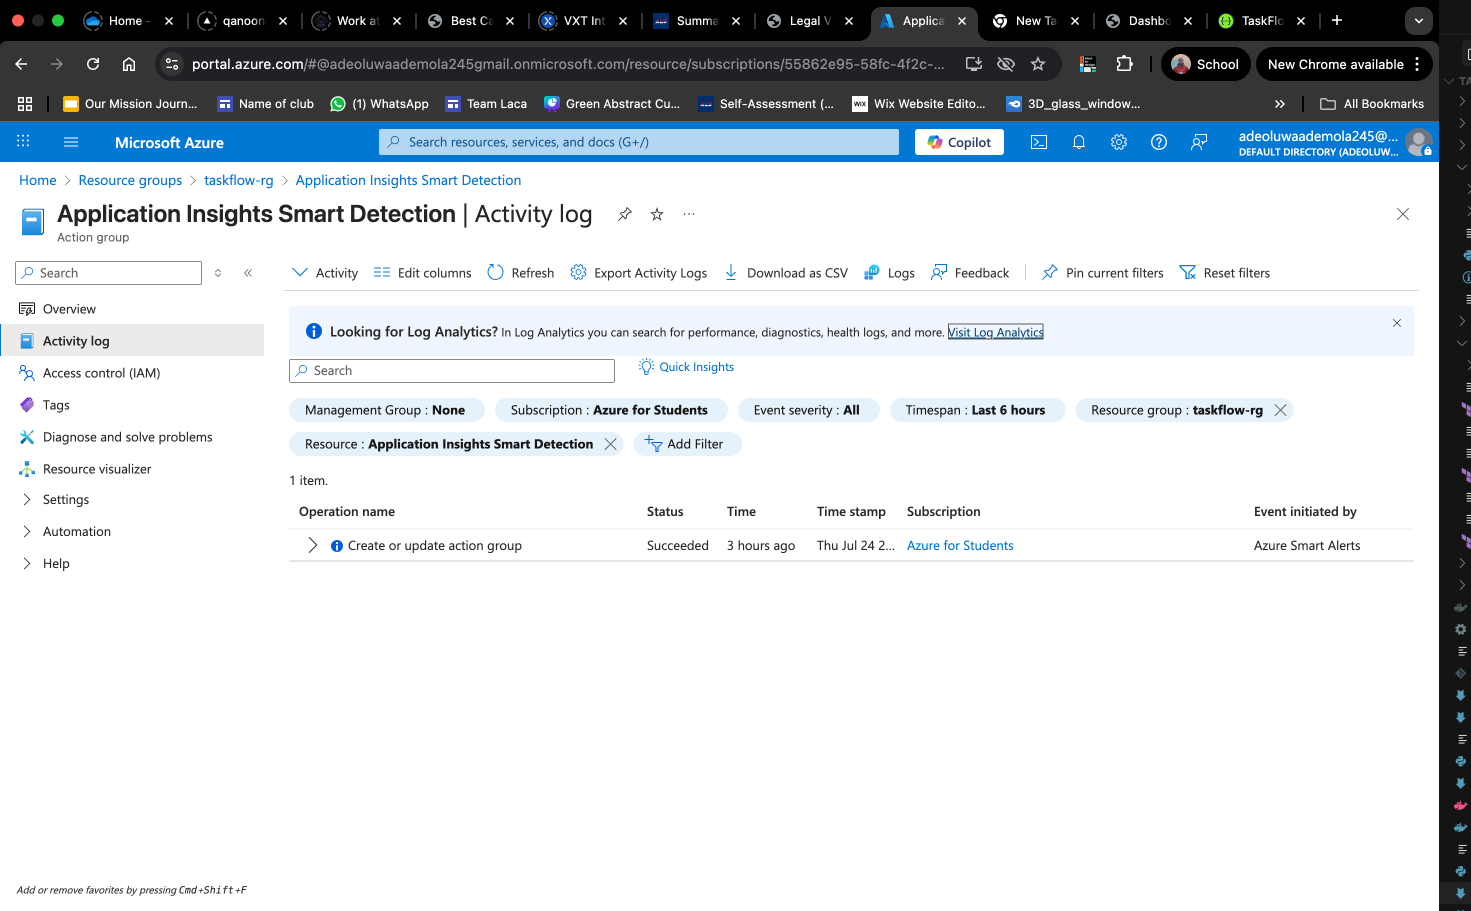 Home -
qanoon
Work at
Best Ca
VXT Int
Summa
Legal V
Applica
New Ta
Dashbo
TaskFlo
portal.azure.com/#@adeoluwaademola245gmail.onmicrosoft.com/resource/subscriptions/55862e95-58fc-4f2c-...
School
New Chrome available
Our Mission Journ...
Name of club
(1) WhatsApp
Team Laca
Green Abstract Cu...
Self-Assessment (...
WIX Wix Website Edito...
3D_glass_window...
All Bookmarks
Microsoft Azure
Search resources, services, and docs (G+/)
Copilot
adeoluwaademola245@...
DEFAULT DIRECTORY (ADEOLUW...
Home > Resource groups > taskflow-rg > Application Insights Smart Detection
Application Insights Smart Detection | Activity log
Action group
Search
Overview
Activity log
Access control (IAM)
Tags
Diagnose and solve problems
Resource visualizer
Settings
Automation
Help
Activity
Edit columns
Refresh
Export Activity Logs
Download as CSV
Logs
Feedback
Pin current filters
Reset filters
Looking for Log Analytics? In Log Analytics you can search for performance, diagnostics, health logs, and more. Visit Log Analytics
Search
Quick Insights
Management Group : None
Subscription : Azure for Students
Event severity : All
Timespan : Last 6 hours
Resource group : taskflow-rg
Resource : Application Insights Smart Detection
Add Filter
1 item.
Operation name Status Time Time stamp Subscription Event initiated by
Create or update action group Succeeded 3 hours ago Thu Jul 24 2... Azure for Students Azure Smart Alerts
Add or remove favorites by pressing Cmd+Shift+F
TA